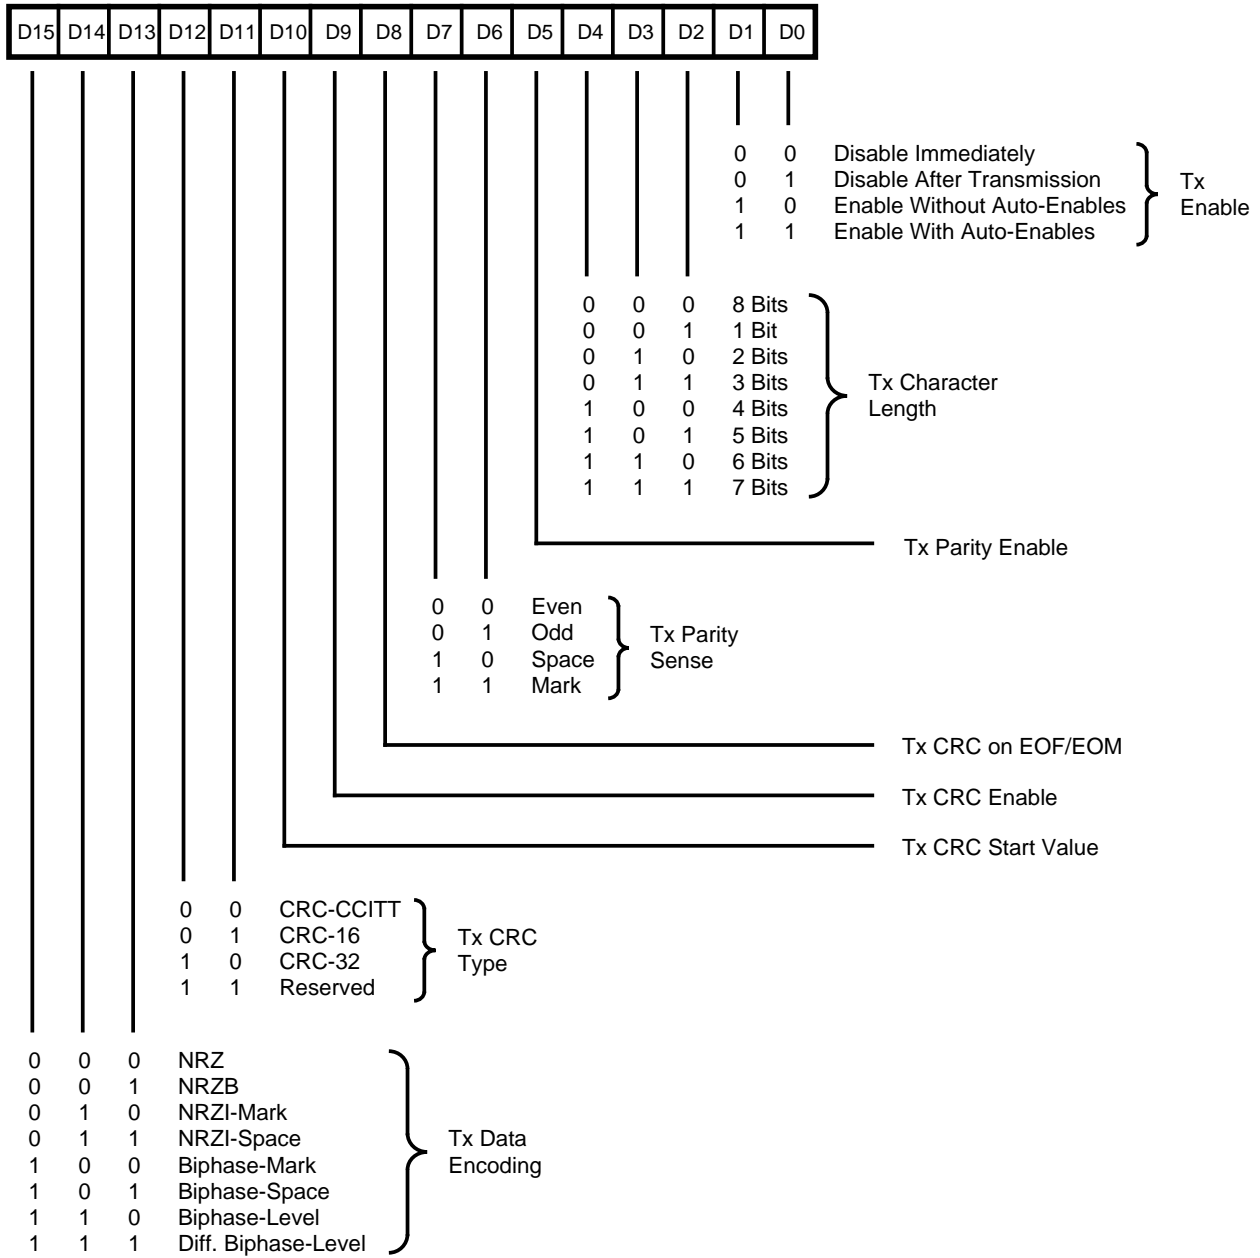 D15 D14 D13 D12 D11 D10 D9 D8 D7 D6 D5 D4 D3 D2 D1 D0
0 0 Disable Immediately
0 1 Disable After Transmission
1 0 Enable Without Auto-Enables
1 1 Enable With Auto-Enables
Tx
Enable
0 0 0 8 Bits
0 0 1 1 Bit
0 1 0 2 Bits
0 1 1 3 Bits
1 0 0 4 Bits
1 0 1 5 Bits
1 1 0 6 Bits
1 1 1 7 Bits
Tx Character
Length
Tx Parity Enable
0 0 Even
0 1 Odd
1 0 Space
1 1 Mark
Tx Parity
Sense
Tx CRC on EOF/EOM
Tx CRC Enable
Tx CRC Start Value
0 0 CRC-CCITT
0 1 CRC-16
1 0 CRC-32
1 1 Reserved
Tx CRC
Type
0 0 0 NRZ
0 0 1 NRZB
0 1 0 NRZI-Mark
0 1 1 NRZI-Space
1 0 0 Biphase-Mark
1 0 1 Biphase-Space
1 1 0 Biphase-Level
1 1 1 Diff. Biphase-Level
Tx Data
Encoding